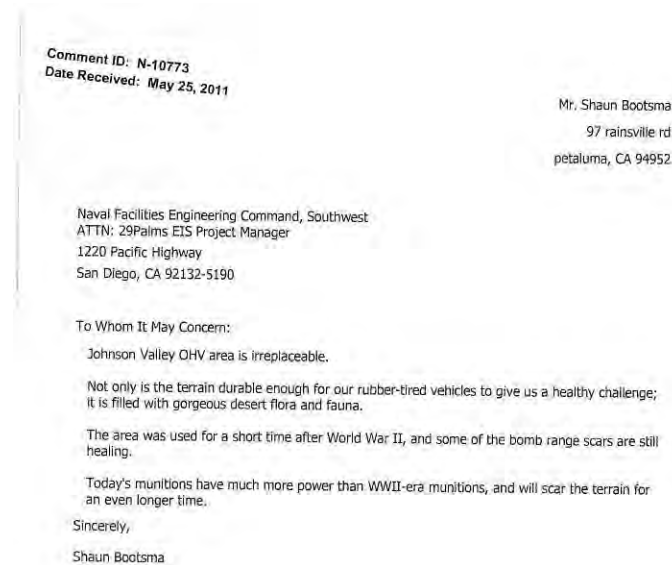 Comment ID: N-10773
Date Received: May 25, 2011
Mr. Shaun Bootsma
97 rainsville rd
petaluma, CA 94952
Naval Facilities Engineering Command, Southwest
ATTN: 29Palms EIS Project Manager
1220 Pacific Highway
San Diego, CA 92132-5190
To Whom It May Concern:
Johnson Valley OHV area is irreplaceable.
Not only is the terrain durable enough for our rubber-tired vehicles to give us a healthy challenge;
it is filled with gorgeous desert flora and fauna.
The area was used for a short time after World War II, and some of the bomb range scars are still
healing.
Today's munitions have much more power than WWII-era munitions, and will scar the terrain for
an even longer time.
Sincerely,
Shaun Bootsma